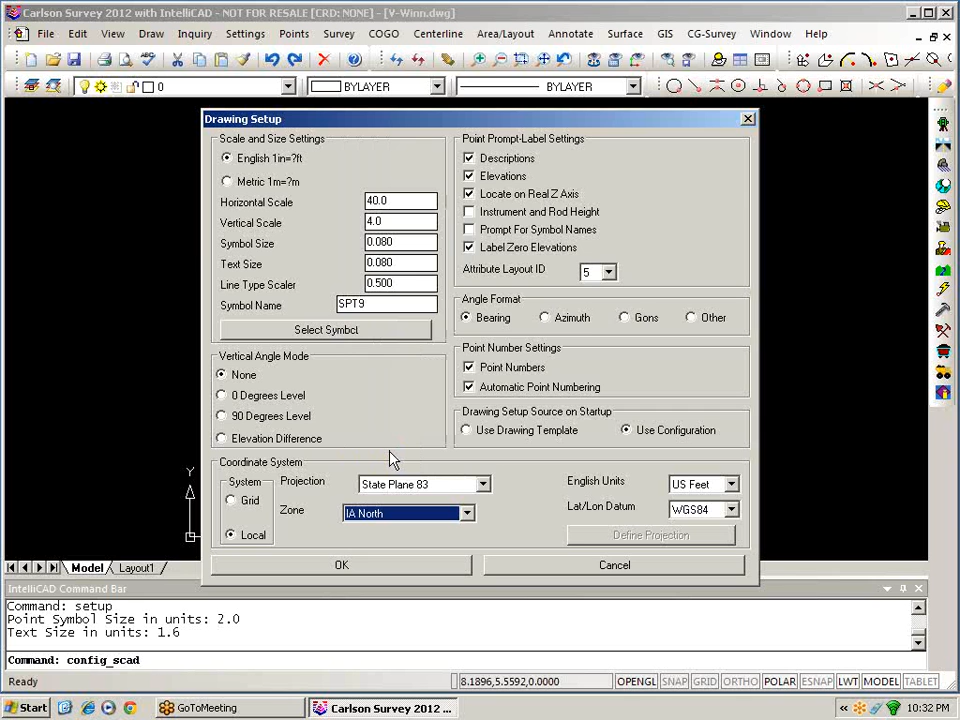 Carlson Survey 2012 with IntelliCAD - NOT FOR RESALE [CRD: NONE] - [V-Winn.dwg]
File Edit View Draw Inquiry Settings Points Survey COGO Centerline Area/Layout Annotate Surface GIS CG-Survey Window Help
0 BYLAYER BYLAYER
Drawing Setup
Scale and Size Settings
English 1in=?ft
Metric 1m=?m
Horizontal Scale 40.0
Vertical Scale 4.0
Symbol Size 0.080
Text Size 0.080
Line Type Scaler 0.500
Symbol Name SPT9
Select Symbol
Vertical Angle Mode
None
0 Degrees Level
90 Degrees Level
Elevation Difference
Point Prompt-Label Settings
Descriptions
Elevations
Locate on Real Z Axis
Instrument and Rod Height
Prompt For Symbol Names
Label Zero Elevations
Attribute Layout ID 5
Angle Format
Bearing Azimuth Gons Other
Point Number Settings
Point Numbers
Automatic Point Numbering
Drawing Setup Source on Startup
Use Drawing Template Use Configuration
Coordinate System
System
Grid
Local
Projection State Plane 83
Zone IA North
English Units US Feet
Lat/Lon Datum WGS84
Define Projection
OK Cancel
Y
Model Layout1
IntelliCAD Command Bar
Command: setup
Point Symbol Size in units: 2.0
Text Size in units: 1.6
Command: config_scad
Ready 8.1896,5.5592,0.0000 OPENGL SNAP GRID ORTHO POLAR ESNAP LWT MODEL TABLET
Start GoToMeeting Carlson Survey 2012 ... 10:32 PM